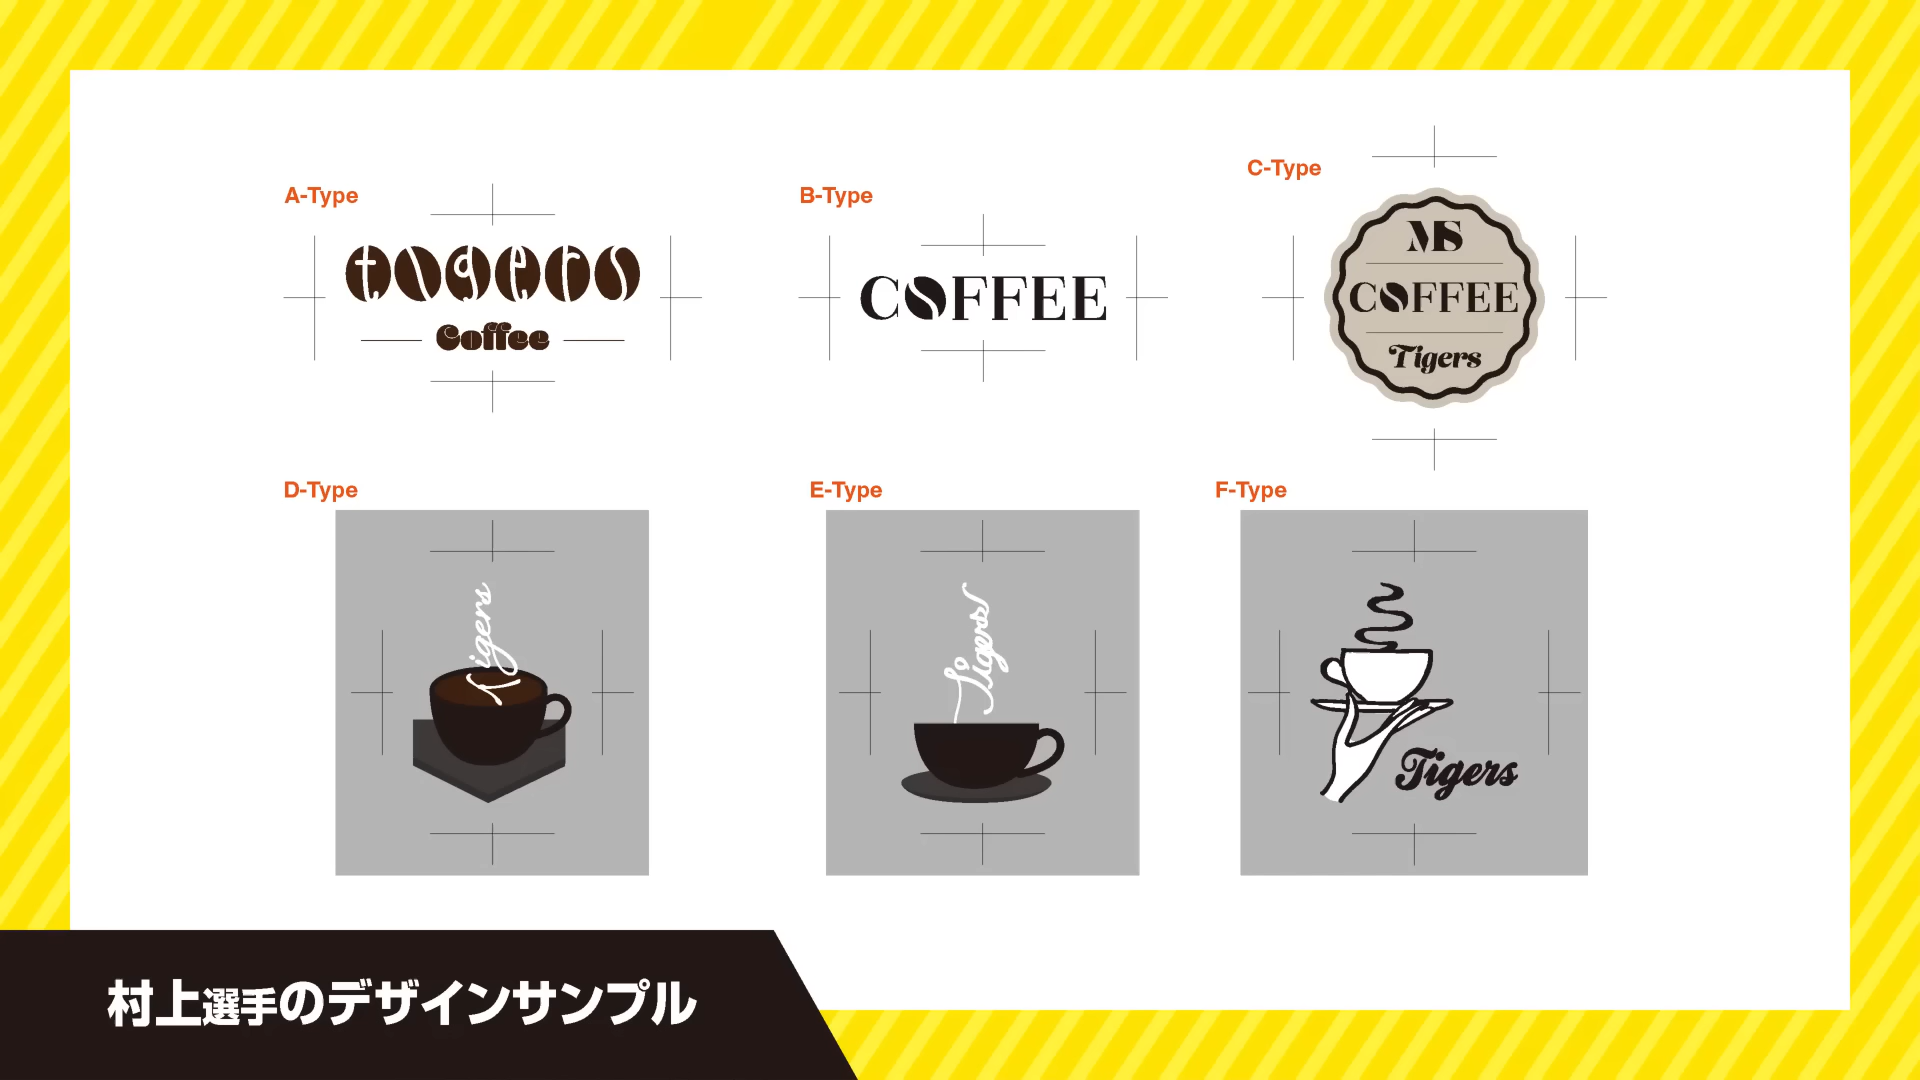 A-Type
tigers
Coffee
B-Type
COFFEE
C-Type
MS
COFFEE
Tigers
D-Type
Tigers
E-Type
Tigers
F-Type
Tigers
村上選手のデザインサンプル